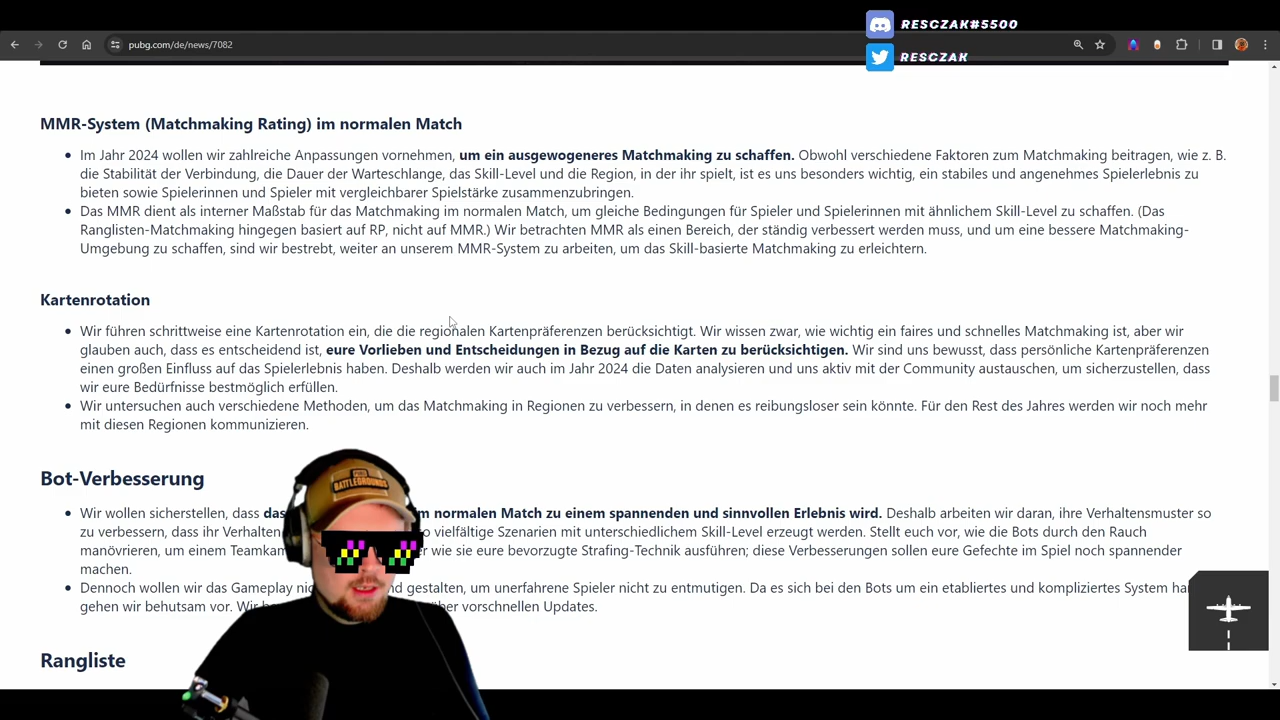 RESCZAK#5500
pubg.com/de/news/7082
RESCZAK
MMR-System (Matchmaking Rating) im normalen Match
Im Jahr 2024 wollen wir zahlreiche Anpassungen vornehmen, um ein ausgewogeneres Matchmaking zu schaffen. Obwohl verschiedene Faktoren zum Matchmaking beitragen, wie z. B.
die Stabilität der Verbindung, die Dauer der Warteschlange, das Skill-Level und die Region, in der ihr spielt, ist es uns besonders wichtig, ein stabiles und angenehmes Spielerlebnis zu
bieten sowie Spielerinnen und Spieler mit vergleichbarer Spielstärke zusammenzubringen.
Das MMR dient als interner Maßstab für das Matchmaking im normalen Match, um gleiche Bedingungen für Spieler und Spielerinnen mit ähnlichem Skill-Level zu schaffen. (Das
Ranglisten-Matchmaking hingegen basiert auf RP, nicht auf MMR.) Wir betrachten MMR als einen Bereich, der ständig verbessert werden muss, und um eine bessere Matchmaking-
Umgebung zu schaffen, sind wir bestrebt, weiter an unserem MMR-System zu arbeiten, um das Skill-basierte Matchmaking zu erleichtern.
Kartenrotation
Wir führen schrittweise eine Kartenrotation ein, die die regionalen Kartenpräferenzen berücksichtigt. Wir wissen zwar, wie wichtig ein faires und schnelles Matchmaking ist, aber wir
glauben auch, dass es entscheidend ist, eure Vorlieben und Entscheidungen in Bezug auf die Karten zu berücksichtigen. Wir sind uns bewusst, dass persönliche Kartenpräferenzen
einen großen Einfluss auf das Spielerlebnis haben. Deshalb werden wir auch im Jahr 2024 die Daten analysieren und uns aktiv mit der Community austauschen, um sicherzustellen, dass
wir eure Bedürfnisse bestmöglich erfüllen.
Wir untersuchen auch verschiedene Methoden, um das Matchmaking in Regionen zu verbessern, in denen es reibungsloser sein könnte. Für den Rest des Jahres werden wir noch mehr
mit diesen Regionen kommunizieren.
Bot-Verbesserung
Wir wollen sicherstellen, dass im normalen Match zu einem spannenden und sinnvollen Erlebnis wird. Deshalb arbeiten wir daran, ihre Verhaltensmuster so
zu verbessern, dass ihr Verhalten so vielfältige Szenarien mit unterschiedlichem Skill-Level erzeugt werden. Stellt euch vor, wie die Bots durch den Rauch
manövrieren, um einem wie sie eure bevorzugte Strafing-Technik ausführen; diese Verbesserungen sollen eure Gefechte im Spiel noch spannender
machen.
Dennoch wollen wir das Gameplay gestalten, um unerfahrene Spieler nicht zu entmutigen. Da es sich bei den Bots um ein etabliertes und kompliziertes System
gehen wir behutsam vor. Wir vorschnellen Updates.
PUBG
BATTLEGROUNDS
Rangliste